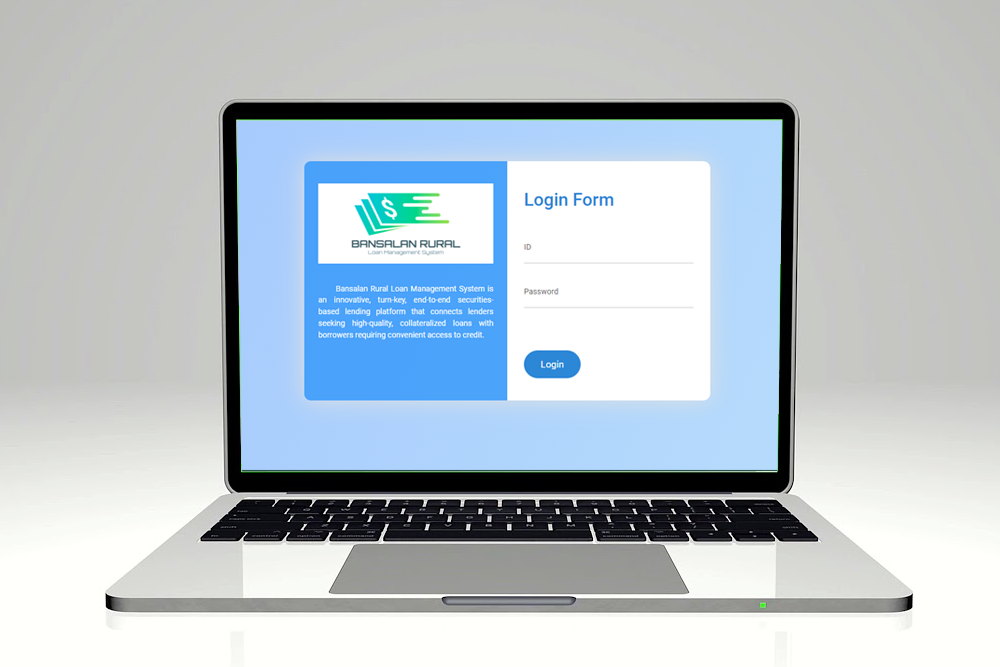 $
BANSALAN RURAL
Loan Management System
Bansalan Rural Loan Management System is
an innovative, turn-key, end-to-end securities-
based lending platform that connects lenders
seeking high-quality, collateralized loans with
borrowers requiring convenient access to credit.
Login Form
ID
Password
Login